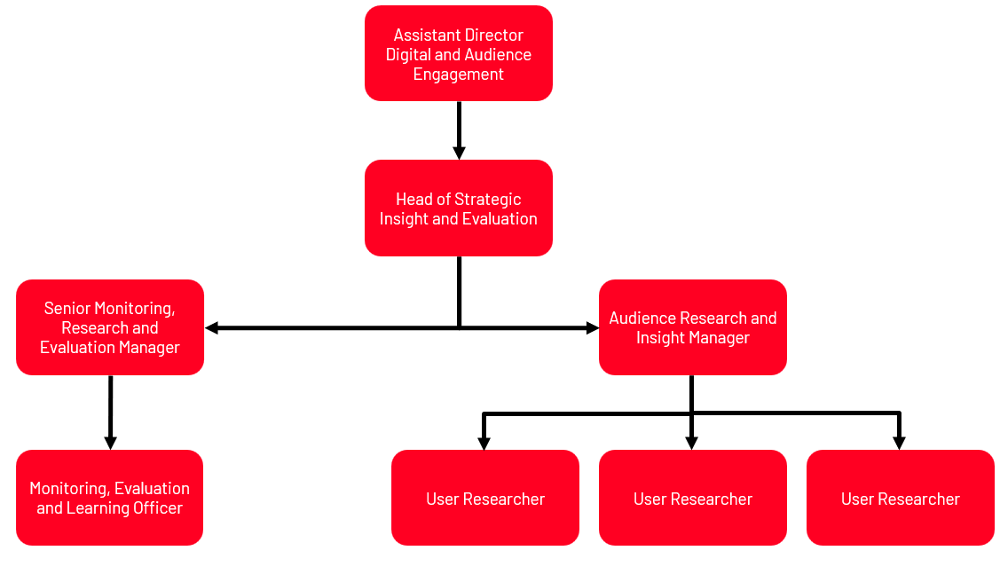 Assistant Director
Digital and Audience
Engagement
Head of Strategic
Insight and Evaluation
Senior Monitoring,
Research and
Evaluation Manager
Audience Research and
Insight Manager
Monitoring, Evaluation
and Learning Officer
User Researcher
User Researcher
User Researcher